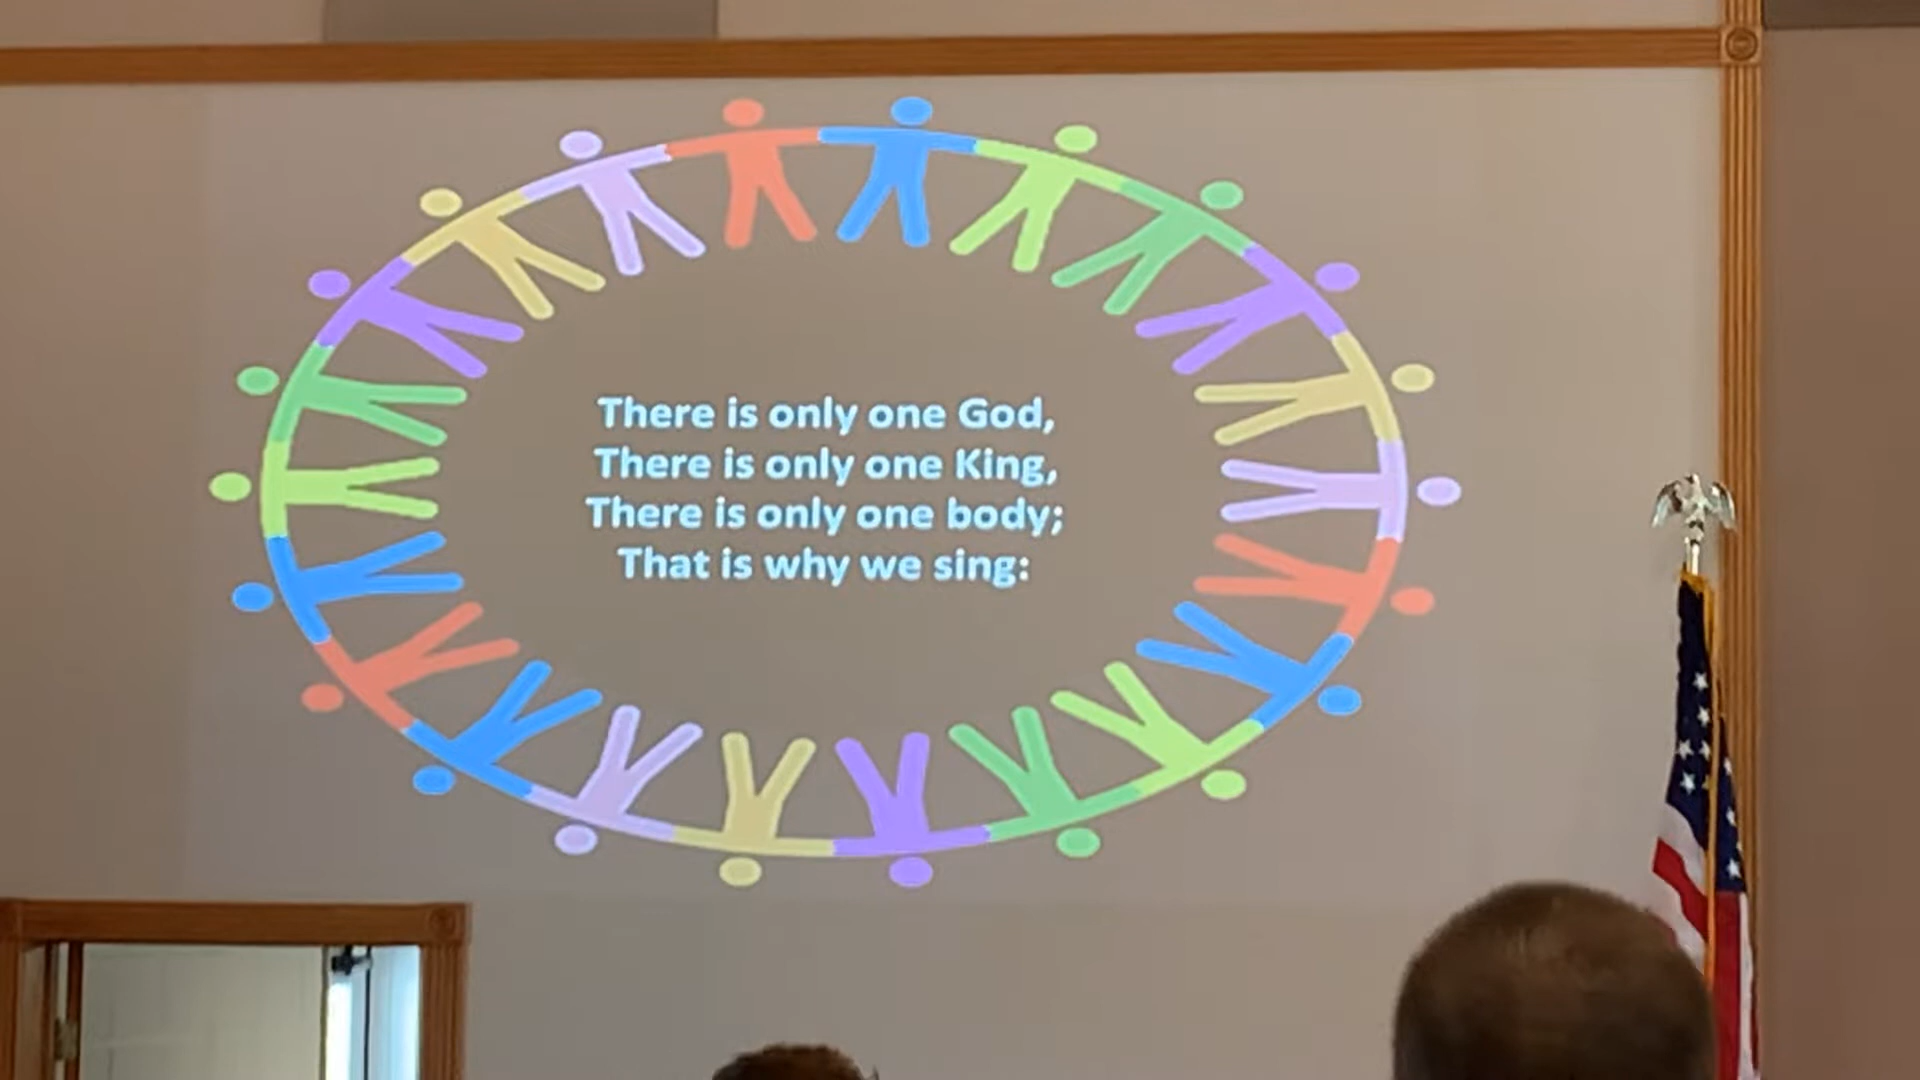 There is only one God,
There is only one King,
There is only one body;
That is why we sing: